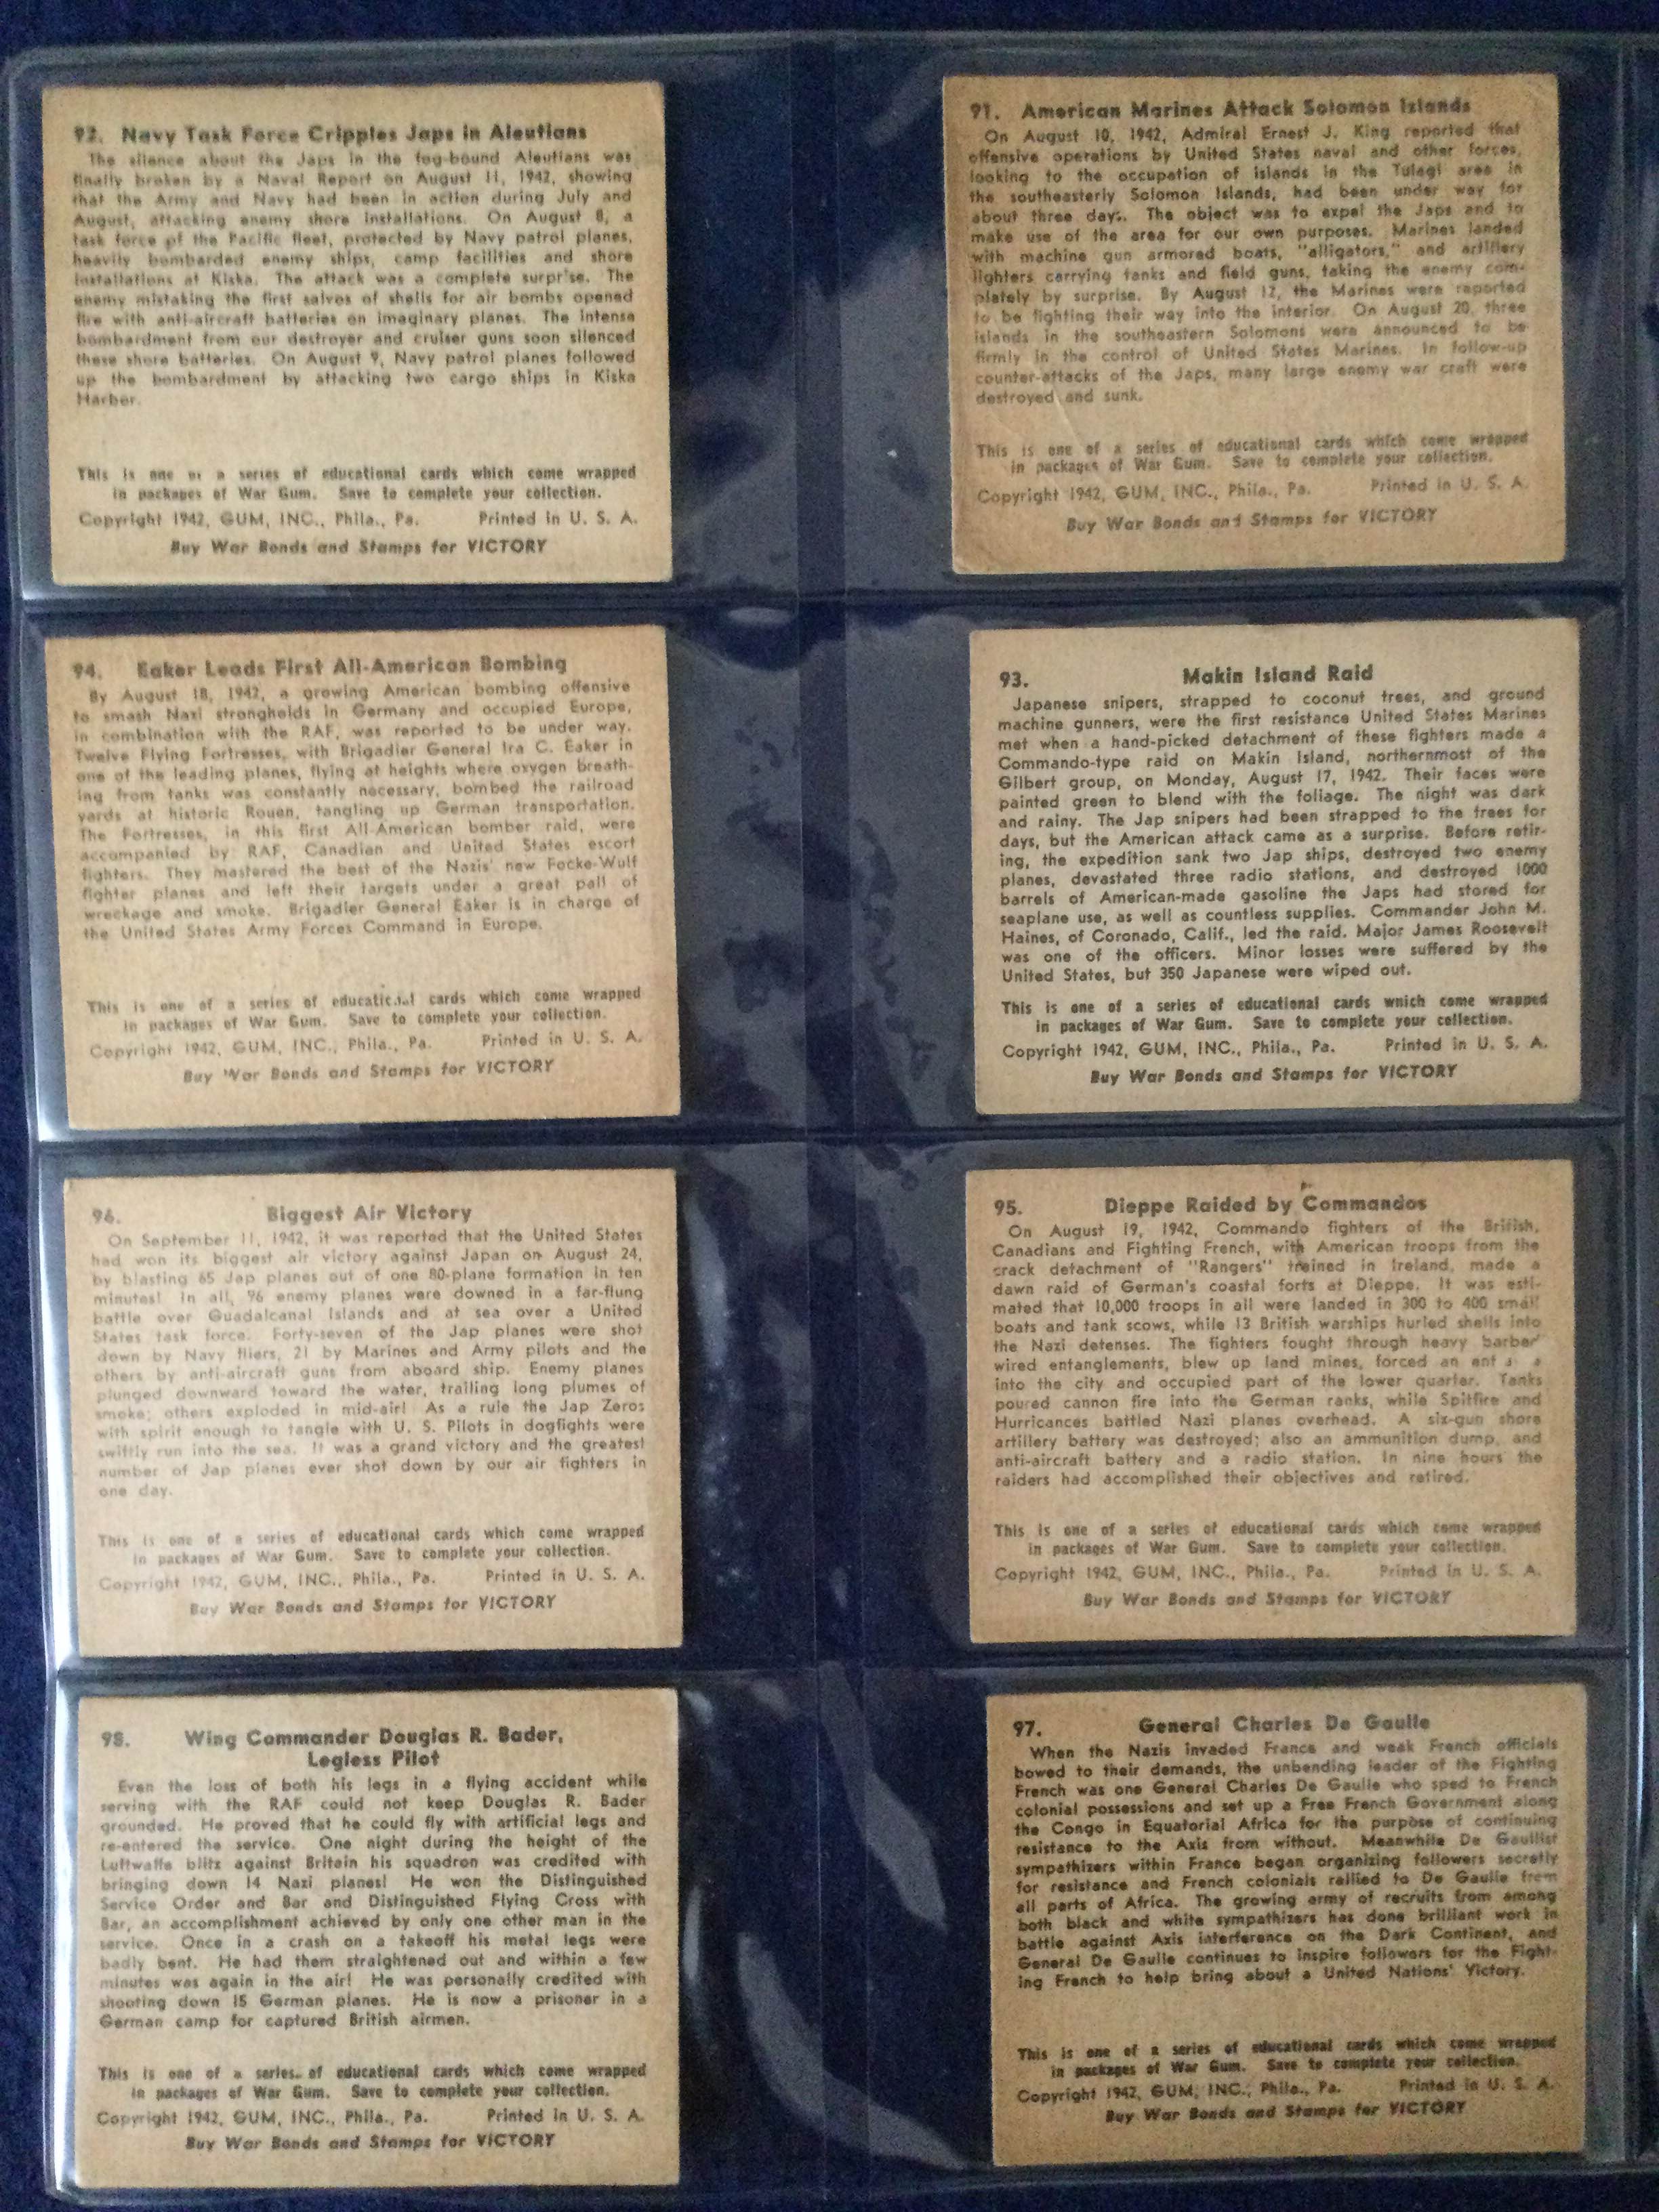 92. Navy Task Force Cripples Japs in Aleutians
The silence about the Japs in the fog-bound Aleutians was
finally broken by a Naval Report on August 11, 1942, showing
that the Army and Navy had been in action during July and
August, attacking enemy shore installations. On August 8, a
task force of the Pacific fleet, protected by Navy patrol planes,
heavily bombarded enemy ships, camp facilities and shore
installations at Kiska. The attack was a complete surprise. The
enemy mistaking the first salvos of shells for air bombs opened
fire with anti-aircraft batteries on imaginary planes. The intense
bombardment from our destroyer and cruiser guns soon silenced
these shore batteries. On August 9, Navy patrol planes followed
up the bombardment by attacking two cargo ships in Kiska
Harbor.
This is one of a series of educational cards which come wrapped
in packages of War Gum. Save to complete your collection.
Copyright 1942, GUM, INC., Phila., Pa. Printed in U. S. A.
Buy War Bonds and Stamps for VICTORY
91. American Marines Attack Solomon Islands
On August 10, 1942, Admiral Ernest J. King reported that
offensive operations by United States naval and other forces,
looking to the occupation of islands in the Tulagi area in
the southeasterly Solomon Islands, had been under way for
about three days. The object was to expel the Japs and to
make use of the area for our own purposes. Marines landed
with machine gun armored boats, "alligators," and artillery
lighters carrying tanks and field guns, taking the enemy com-
pletely by surprise. By August 12, the Marines were reported
to be fighting their way into the interior. On August 20, three
islands in the southeastern Solomons were announced to be
firmly in the control of United States Marines. In follow-up
counter-attacks of the Japs, many large enemy war craft were
destroyed and sunk.
This is one of a series of educational cards which come wrapped
in packages of War Gum. Save to complete your collection.
Copyright 1942, GUM, INC., Phila., Pa. Printed in U. S. A.
Buy War Bonds and Stamps for VICTORY
94. Eaker Leads First All-American Bombing
By August 18, 1942, a growing American bombing offensive
to smash Nazi strongholds in Germany and occupied Europe,
in combination with the RAF, was reported to be under way.
Twelve Flying Fortresses, with Brigadier General Ira C. Eaker in
one of the leading planes, flying at heights where oxygen breath-
ing from tanks was constantly necessary, bombed the railroad
yards at historic Rouen, tangling up German transportation.
The Fortresses, in this first All-American bomber raid, were
accompanied by RAF, Canadian and United States escort
fighters. They mastered the best of the Nazis' new Focke-Wulf
fighter planes and left their targets under a great pall of
wreckage and smoke. Brigadier General Eaker is in charge of
the United States Army Forces Command in Europe.
This is one of a series of educational cards which come wrapped
in packages of War Gum. Save to complete your collection.
Copyright 1942, GUM, INC., Phila., Pa. Printed in U. S. A.
Buy War Bonds and Stamps for VICTORY
93. Makin Island Raid
Japanese snipers, strapped to coconut trees, and ground
machine gunners, were the first resistance United States Marines
met when a hand-picked detachment of these fighters made a
Commando-type raid on Makin Island, northernmost of the
Gilbert group, on Monday, August 17, 1942. Their faces were
painted green to blend with the foliage. The night was dark
and rainy. The Jap snipers had been strapped to the trees for
days, but the American attack came as a surprise. Before retir-
ing, the expedition sank two Jap ships, destroyed two enemy
planes, devastated three radio stations, and destroyed 1000
barrels of American-made gasoline the Japs had stored for
seaplane use, as well as countless supplies. Commander John M.
Haines, of Coronado, Calif., led the raid. Major James Roosevelt
was one of the officers. Minor losses were suffered by the
United States, but 350 Japanese were wiped out.
This is one of a series of educational cards which come wrapped
in packages of War Gum. Save to complete your collection.
Copyright 1942, GUM, INC., Phila., Pa. Printed in U. S. A.
Buy War Bonds and Stamps for VICTORY
96. Biggest Air Victory
On September 11, 1942, it was reported that the United States
had won its biggest air victory against Japan on August 24,
by blasting 65 Jap planes out of one 80-plane formation in ten
minutes! In all, 96 enemy planes were downed in a far-flung
battle over Guadalcanal Islands and at sea over a United
States task force. Forty-seven of the Jap planes were shot
down by Navy fliers, 21 by Marines and Army pilots and the
others by anti-aircraft guns from aboard ship. Enemy planes
plunged downward toward the water, trailing long plumes of
smoke; others exploded in mid-air! As a rule the Jap Zeros
with spirit enough to tangle with U. S. Pilots in dogfights were
swiftly run into the sea. It was a grand victory and the greatest
number of Jap planes ever shot down by our air fighters in
one day.
This is one of a series of educational cards which come wrapped
in packages of War Gum. Save to complete your collection.
Copyright 1942, GUM, INC., Phila., Pa. Printed in U. S. A.
Buy War Bonds and Stamps for VICTORY
95. Dieppe Raided by Commandos
On August 19, 1942, Commando fighters of the British,
Canadians and Fighting French, with American troops from the
crack detachment of "Rangers" trained in Ireland, made a
dawn raid of German's coastal forts at Dieppe. It was esti-
mated that 10,000 troops in all were landed in 300 to 400 small
boats and tank scows, while 13 British warships hurled shells into
the Nazi defenses. The fighters fought through heavy barbed
wired entanglements, blew up land mines, forced an
into the city and occupied part of the lower quarter. Tanks
poured cannon fire into the German ranks, while Spitfire and
Hurricances battled Nazi planes overhead. A six-gun shore
artillery battery was destroyed; also an ammunition dump, and
anti-aircraft battery and a radio station. In nine hours the
raiders had accomplished their objectives and retired.
This is one of a series of educational cards which come wrapped
in packages of War Gum. Save to complete your collection.
Copyright 1942, GUM, INC., Phila., Pa. Printed in U. S. A.
Buy War Bonds and Stamps for VICTORY
98. Wing Commander Douglas R. Bader,
Legless Pilot
Even the loss of both his legs in a flying accident while
serving with the RAF could not keep Douglas R. Bader
grounded. He proved that he could fly with artificial legs and
re-entered the service. One night during the height of the
Luftwaffe blitz against Britain his squadron was credited with
bringing down 14 Nazi planes! He won the Distinguished
Service Order and Bar and Distinguished Flying Cross with
Bar, an accomplishment achieved by only one other man in the
service. Once in a crash on a takeoff his metal legs were
badly bent. He had them straightened out and within a few
minutes was again in the air! He was personally credited with
shooting down 15 German planes. He is now a prisoner in a
German camp for captured British airmen.
This is one of a series of educational cards which come wrapped
in packages of War Gum. Save to complete your collection.
Copyright 1942, GUM, INC., Phila., Pa. Printed in U. S. A.
Buy War Bonds and Stamps for VICTORY
97. General Charles De Gaulle
When the Nazis invaded France and weak French officials
bowed to their demands, the unbending leader of the Fighting
French was one General Charles De Gaulle who sped to French
colonial possessions and set up a Free French Government along
the Congo in Equatorial Africa for the purpose of continuing
resistance to the Axis from without. Meanwhile De Gaullist
sympathizers within France began organizing followers secretly
for resistance and French colonials rallied to De Gaulle from
all parts of Africa. The growing army of recruits from among
both black and white sympathizers has done brilliant work in
battle against Axis interference on the Dark Continent, and
General De Gaulle continues to inspire followers for the Fight-
ing French to help bring about a United Nations' Victory.
This is one of a series of educational cards which come wrapped
in packages of War Gum. Save to complete your collection.
Copyright 1942, GUM, INC., Phila., Pa. Printed in U. S. A.
Buy War Bonds and Stamps for VICTORY